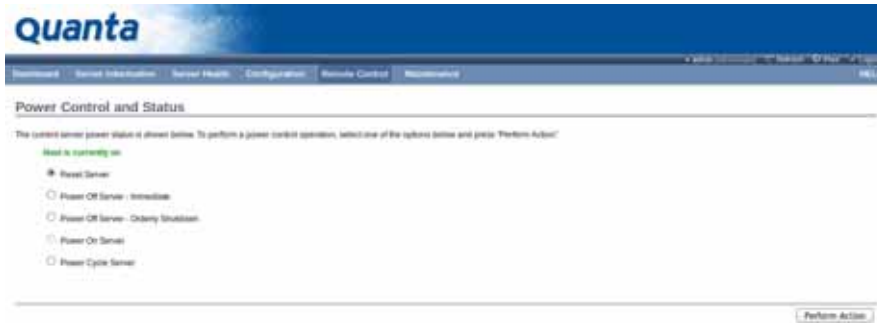 Quanta
Dashboard Server Information Server Health Configuration Remote Control Maintenance HEL
Power Control and Status
The current server power status is shown below. To perform a power control operation, select one of the options below and press "Perform Action"
Host is currently on
Reset Server
Power Off Server - Immediate
Power Off Server - Orderly Shutdown
Power On Server
Power Cycle Server
Perform Action